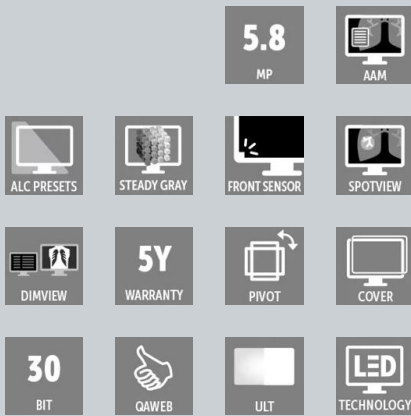 5.8
MP
AAM
ALC PRESETS
STEADY GRAY
FRONT SENSOR
SPOTVIEW
DIMVIEW
5Y
WARRANTY
PIVOT
COVER
30
BIT
QAWEB
ULT
LED
TECHNOLOGY